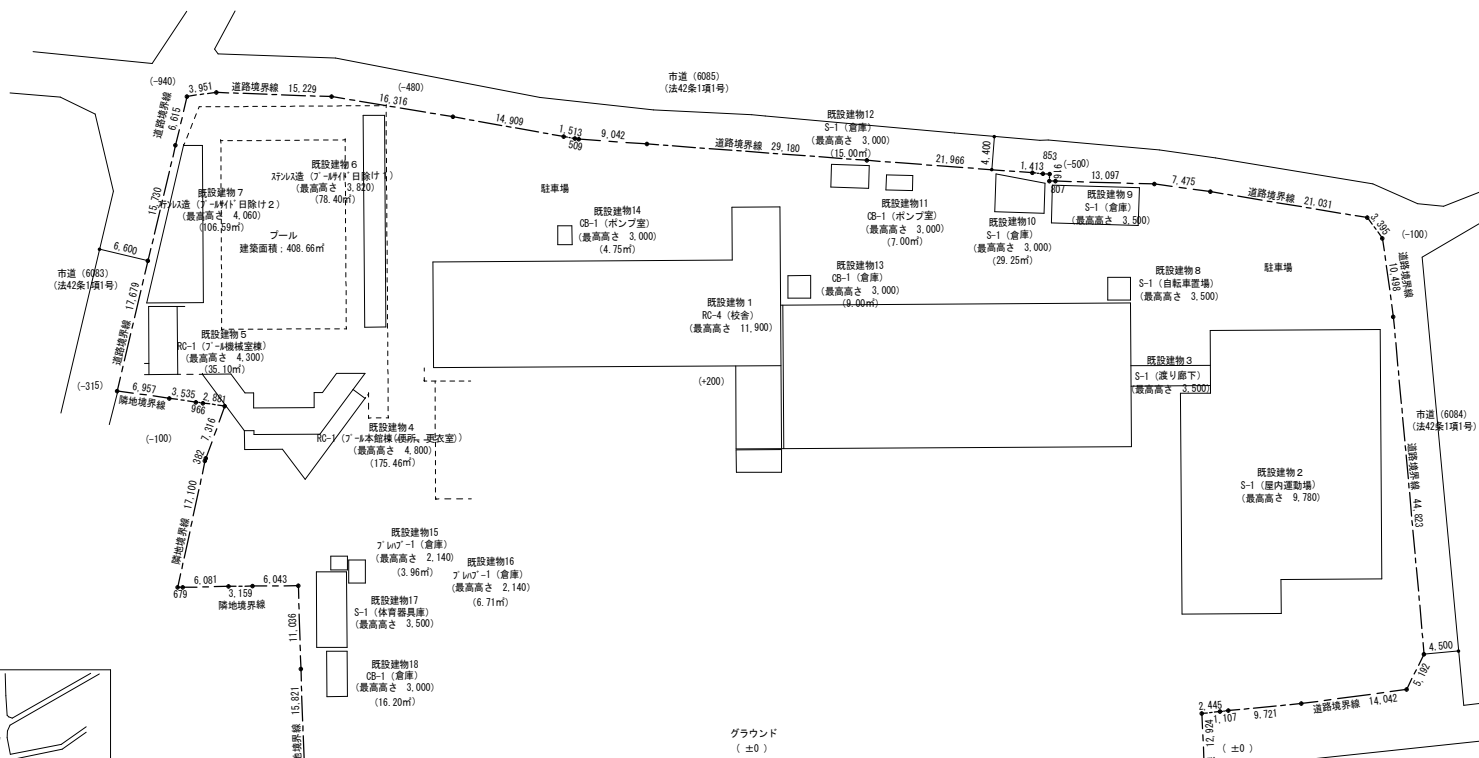 市道 (6085)
(法42条1項1号)
(-940)
3,951
道路境界線
15,229
(-480)
16,316
14,909
1,513
509
9,042
道路境界線
29,180
21,966
4,400
1,413
853
(-500)
916
807
13,097
7,475
道路境界線
21,031
3,395
(-100)
道路境界線
10,498
道路境界線
6,615
15,730
6,600
市道 (6083)
(法42条1項1号)
道路境界線
17,679
(-315)
既設建物7
(プールサイド日除け2)
(最高高さ 4,060)
(106.59㎡)
既設建物6
ステンレス造 (プールサイド日除け1)
(最高高さ 3,820)
(78.40㎡)
プール
建築面積：408.66㎡
駐車場
既設建物14
CB-1 (ポンプ室)
(最高高さ 3,000)
(4.75㎡)
既設建物12
S-1 (倉庫)
(最高高さ 3,000)
(15.00㎡)
既設建物11
CB-1 (ポンプ室)
(最高高さ 3,000)
(7.00㎡)
既設建物10
S-1 (倉庫)
(最高高さ 3,000)
(29.25㎡)
既設建物9
S-1 (倉庫)
(最高高さ 3,500)
既設建物13
CB-1 (倉庫)
(最高高さ 3,000)
(9.00㎡)
既設建物8
S-1 (自転車置場)
(最高高さ 3,500)
駐車場
既設建物1
RC-4 (校舎)
(最高高さ 11,900)
(+200)
既設建物3
S-1 (渡り廊下)
(最高高さ 3,500)
既設建物5
RC-1 (プール機械室棟)
(最高高さ 4,300)
(35.10㎡)
6,957
隣地境界線
3,535
966
2,881
(-100)
7,316
382
隣地境界線
17,100
既設建物4
RC-1 (プール本館棟(便所、更衣室))
(最高高さ 4,800)
(175.46㎡)
市道 (6084)
(法42条1項1号)
道路境界線
44,823
既設建物2
S-1 (屋内運動場)
(最高高さ 9,780)
既設建物15
プレハブ-1 (倉庫)
(最高高さ 2,140)
(3.96㎡)
既設建物16
プレハブ-1 (倉庫)
(最高高さ 2,140)
(6.71㎡)
679
6,081
3,159
隣地境界線
6,043
11,036
既設建物17
S-1 (体育器具庫)
(最高高さ 3,500)
既設建物18
CB-1 (倉庫)
(最高高さ 3,000)
(16.20㎡)
15,821
地境界線
4,500
5,192
14,042
道路境界線
9,721
1,107
2,445
12,924
グラウンド
( ±0 )
( ±0 )